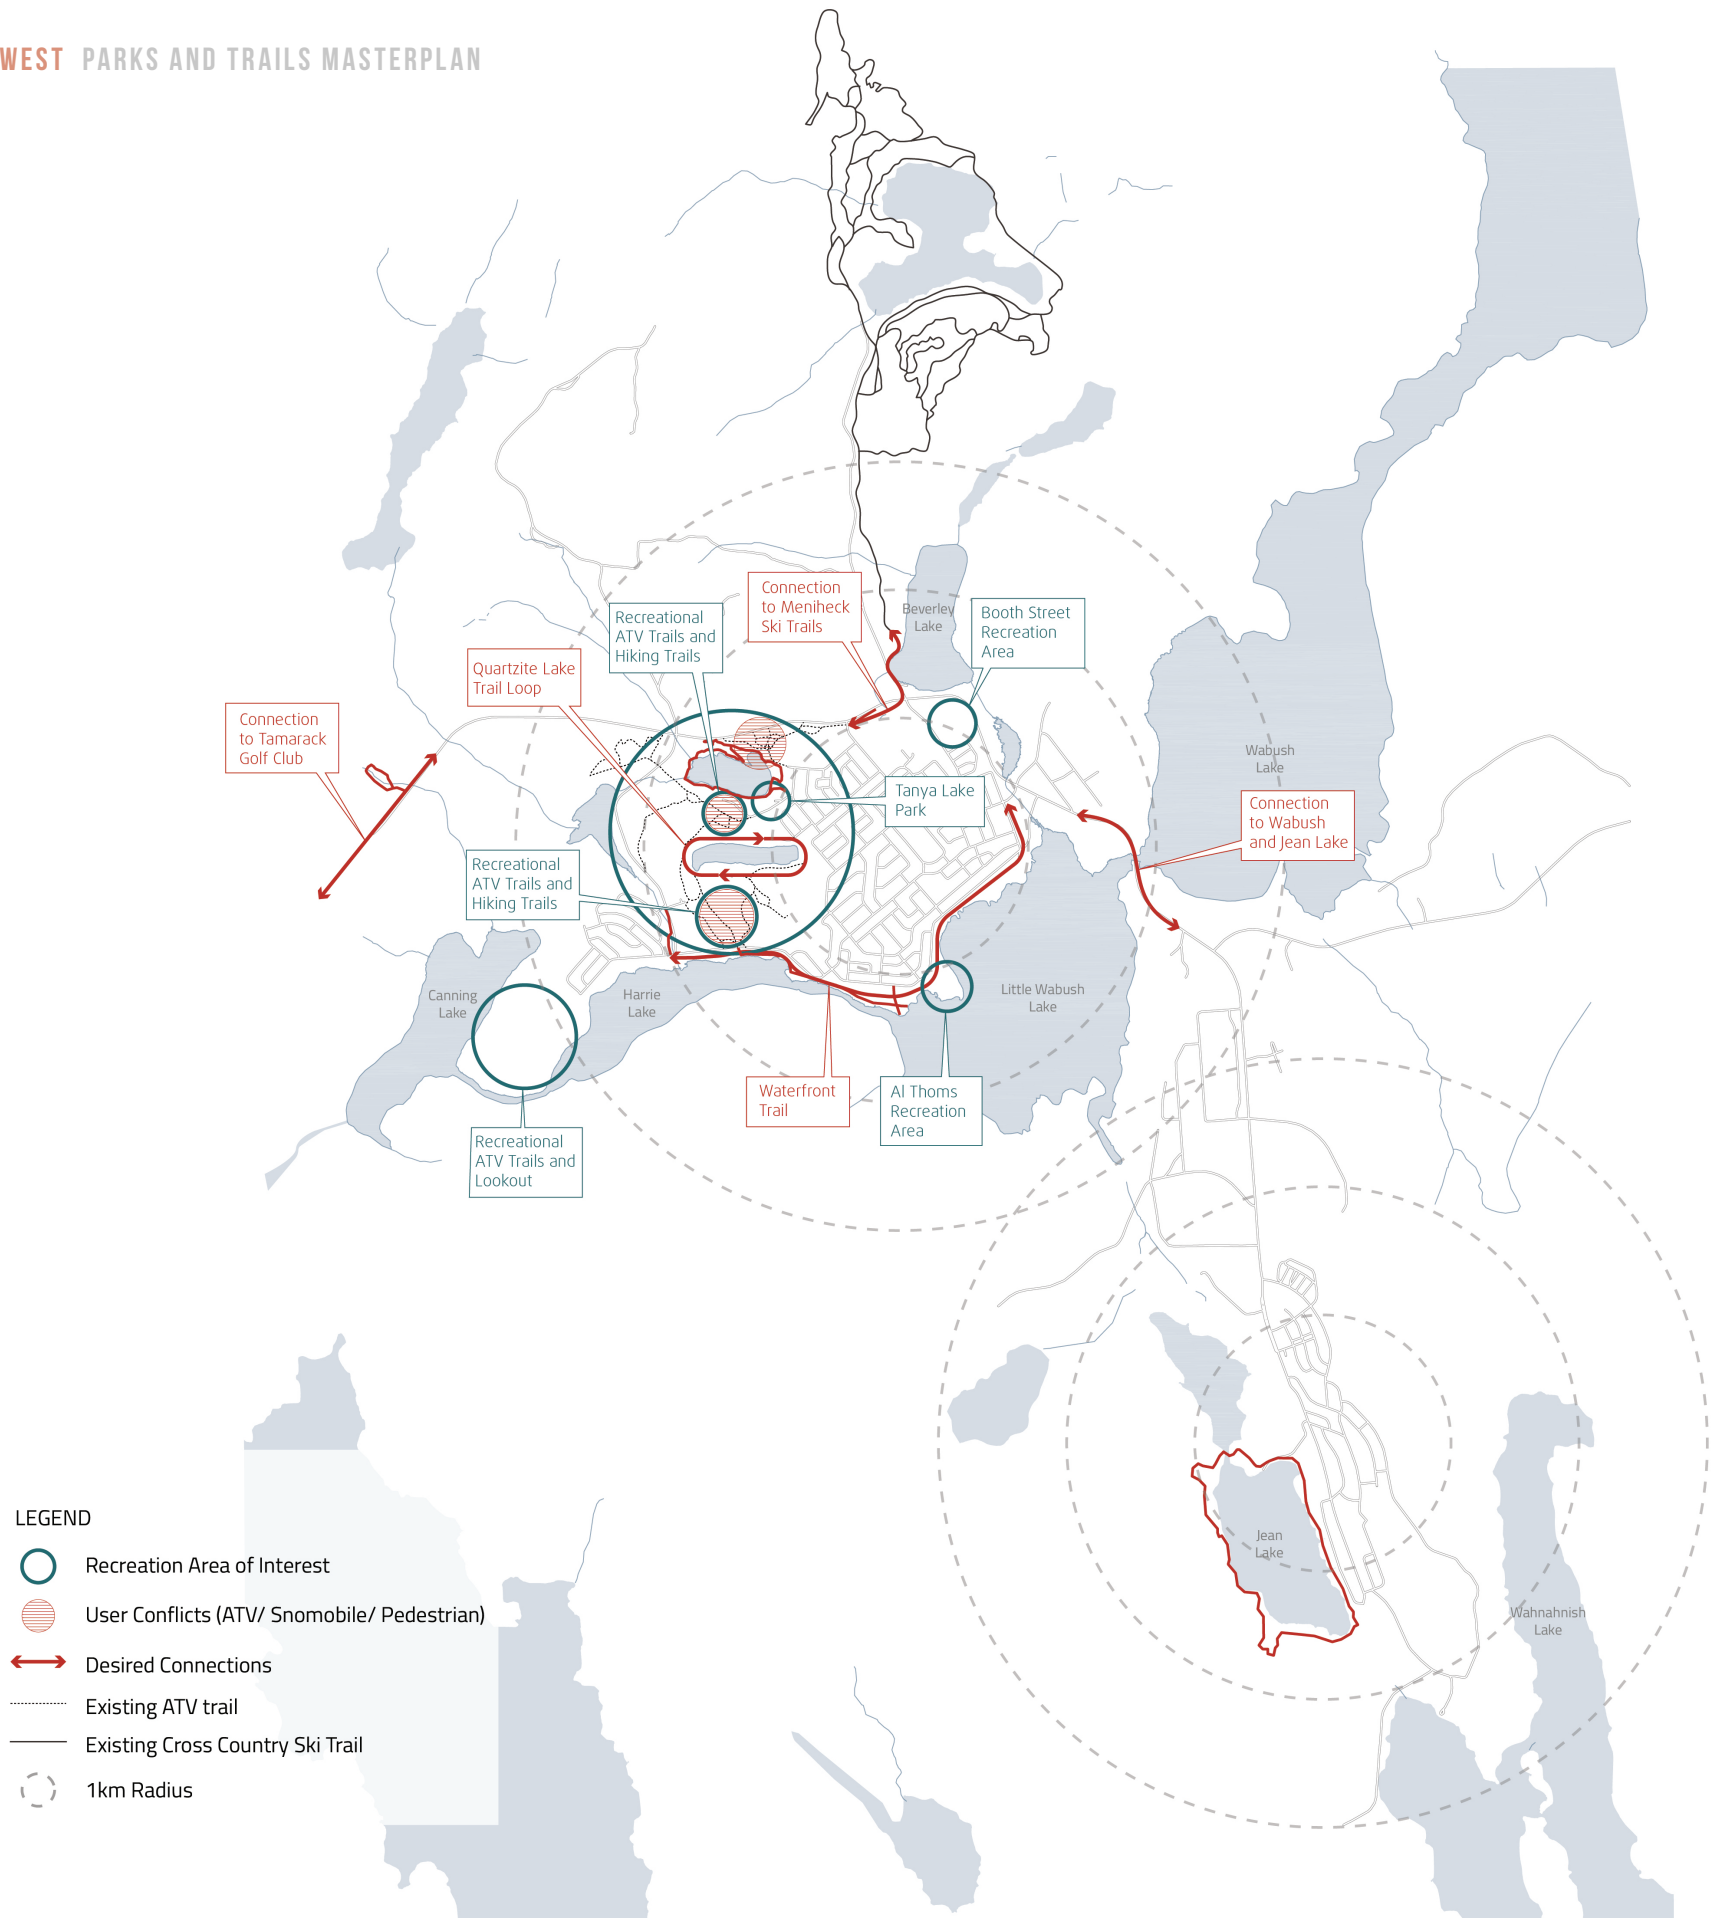 WEST PARKS AND TRAILS MASTERPLAN
Connection
to Meniheck
Ski Trails
Beverley
Lake
Booth Street
Recreation
Area
Recreational
ATV Trails and
Hiking Trails
Quartzite Lake
Trail Loop
Connection
to Tamarack
Golf Club
Wabush
Lake
Tanya Lake
Park
Connection
to Wabush
and Jean Lake
Recreational
ATV Trails and
Hiking Trails
Canning
Lake
Harrie
Lake
Little Wabush
Lake
Waterfront
Trail
Al Thoms
Recreation
Area
Recreational
ATV Trails and
Lookout
Jean
Lake
Wahnahnish
Lake
LEGEND
Recreation Area of Interest
User Conflicts (ATV/ Snomobile/ Pedestrian)
Desired Connections
Existing ATV trail
Existing Cross Country Ski Trail
1km Radius